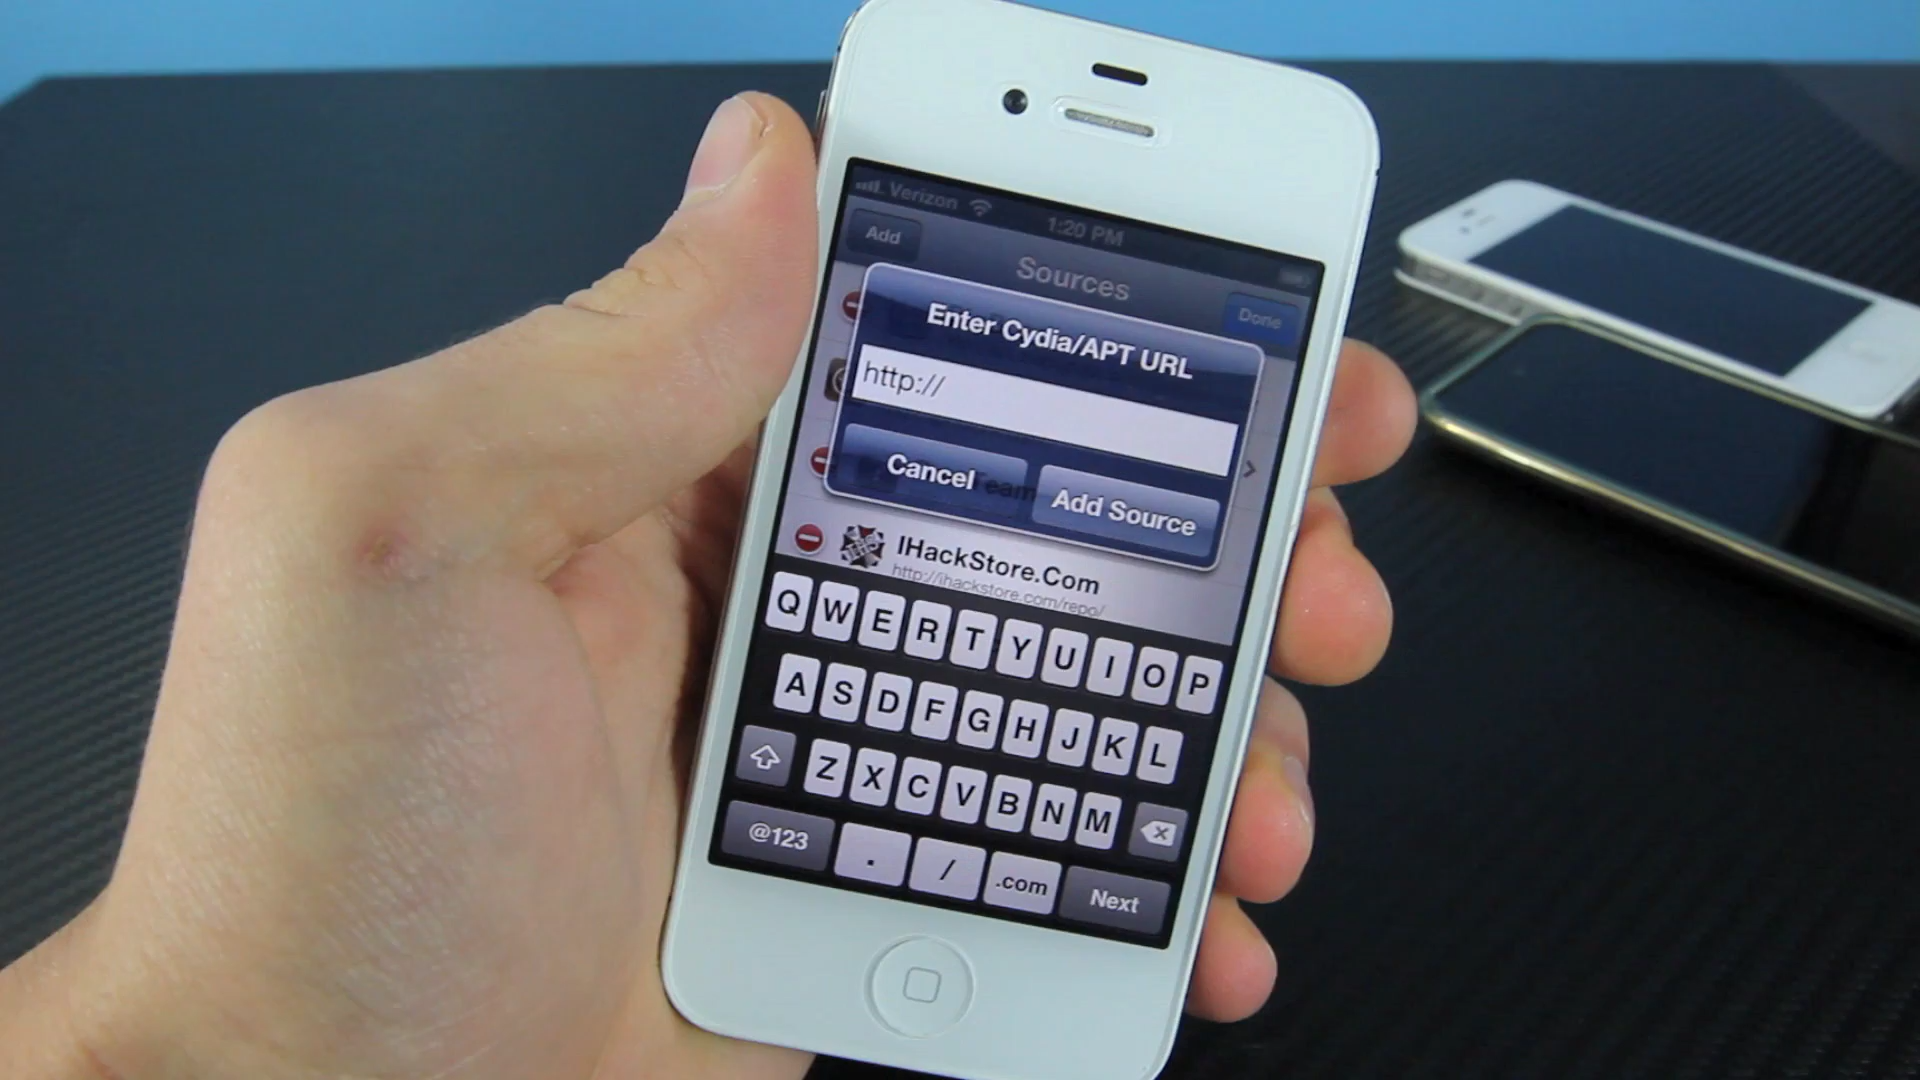 Verizon 1:20 PM
Add Sources Done
Enter Cydia/APT URL
http://
Cancel Add Source
Team
IHackStore.Com
http://ihackstore.com/repo/
Q W E R T Y U I O P
A S D F G H J K L
Z X C V B N M
@123 . / .com Next